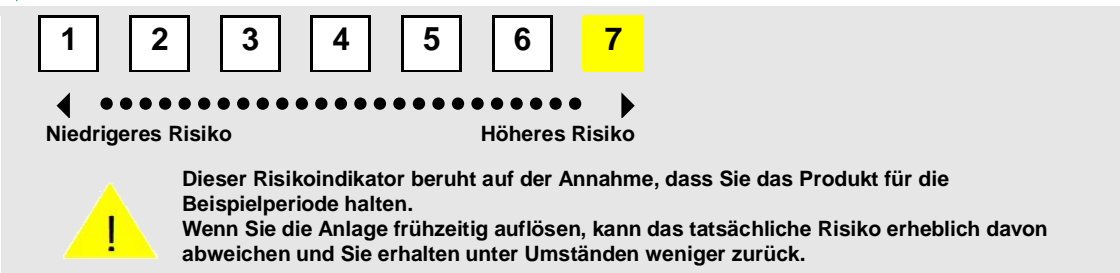 1 2 3 4 5 6 7
Niedrigeres Risiko Höheres Risiko
Dieser Risikoindikator beruht auf der Annahme, dass Sie das Produkt für die
Beispielperiode halten.
Wenn Sie die Anlage frühzeitig auflösen, kann das tatsächliche Risiko erheblich davon
abweichen und Sie erhalten unter Umständen weniger zurück.
!